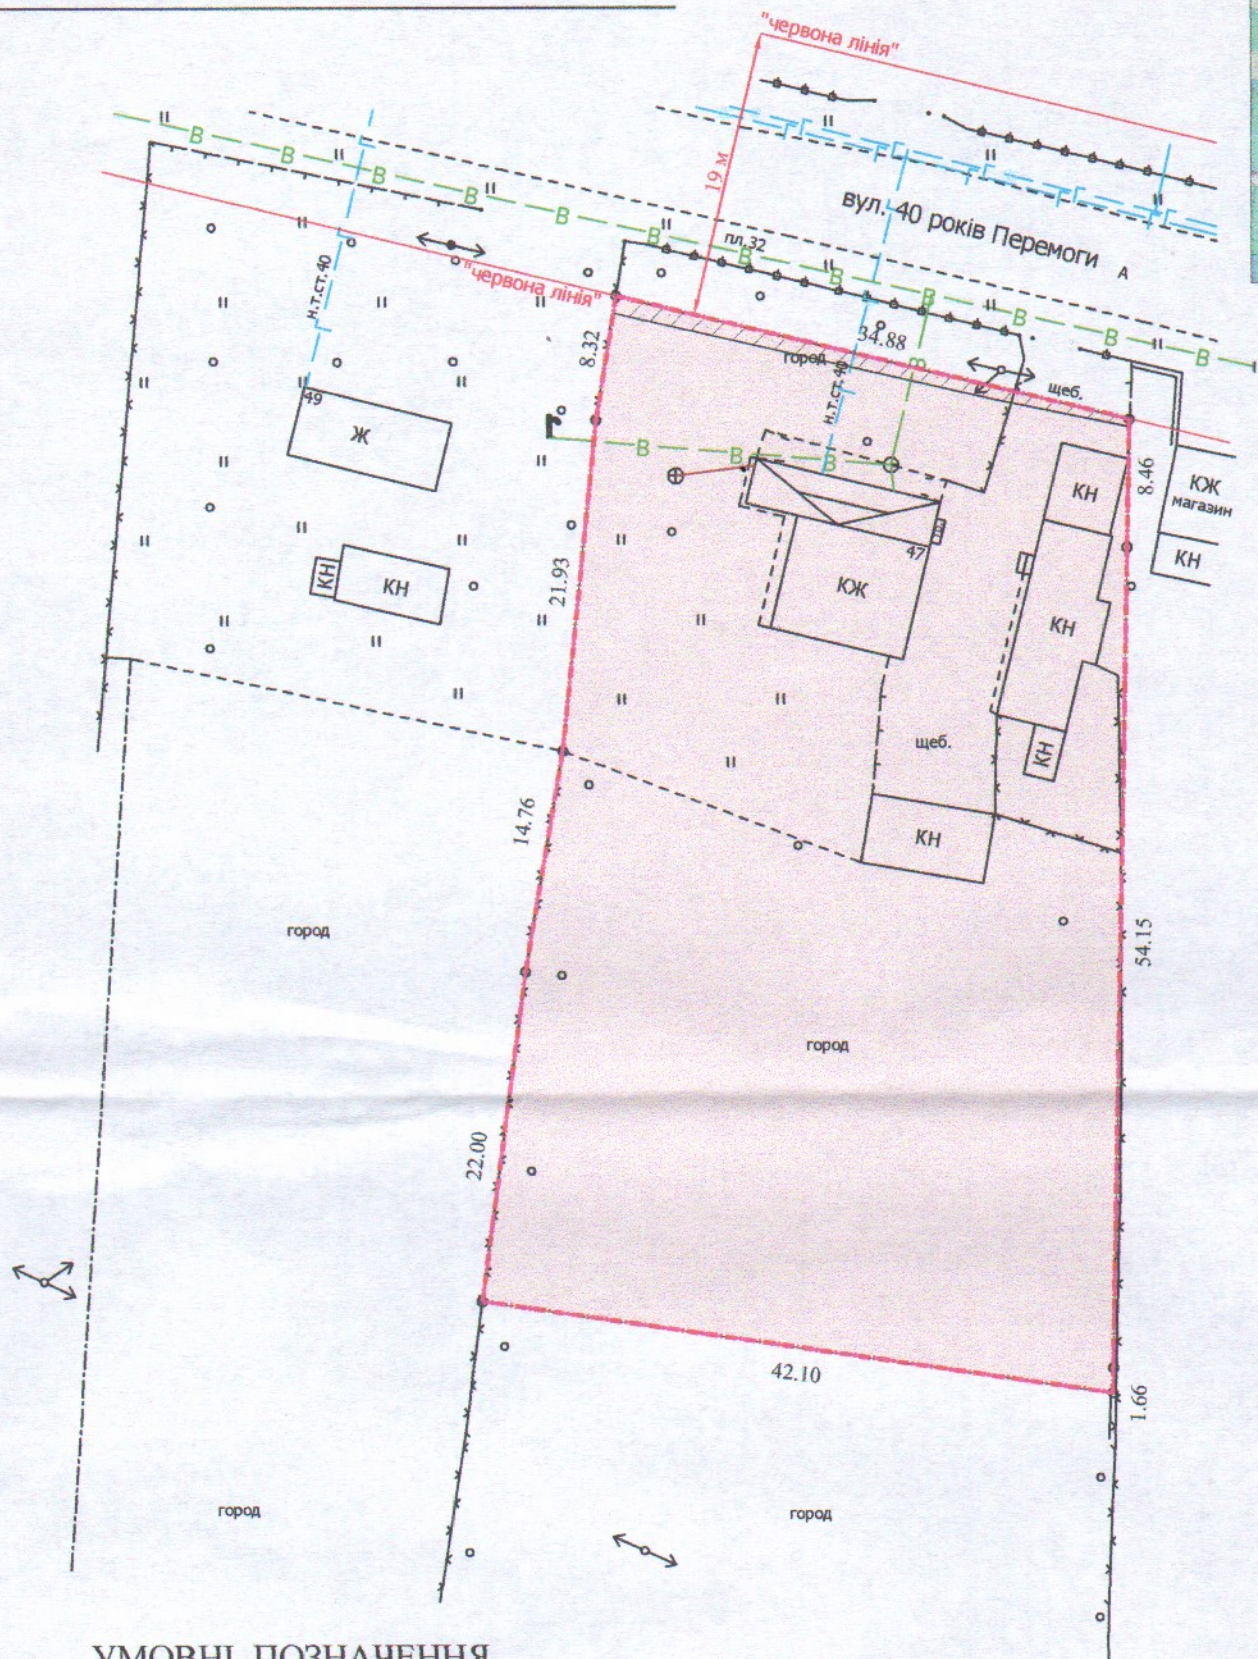 "червона лінія"
19 м
вул. 40 років Перемоги
А
В В В В В В В В В В В В
пл.32
"червона лінія"
н.т.ст.40
34.88
8.32
город
н.т.ст.40
щеб.
49
Ж
В
В В В
КН
8.46
КЖ
магазин
КН
47
КЖ
КН
КН
КН
21.93
щеб.
КН
КН
14.76
город
54.15
город
22.00
42.10
1.66
город
город
УМОВНІ ПОЗНАЧЕННЯ